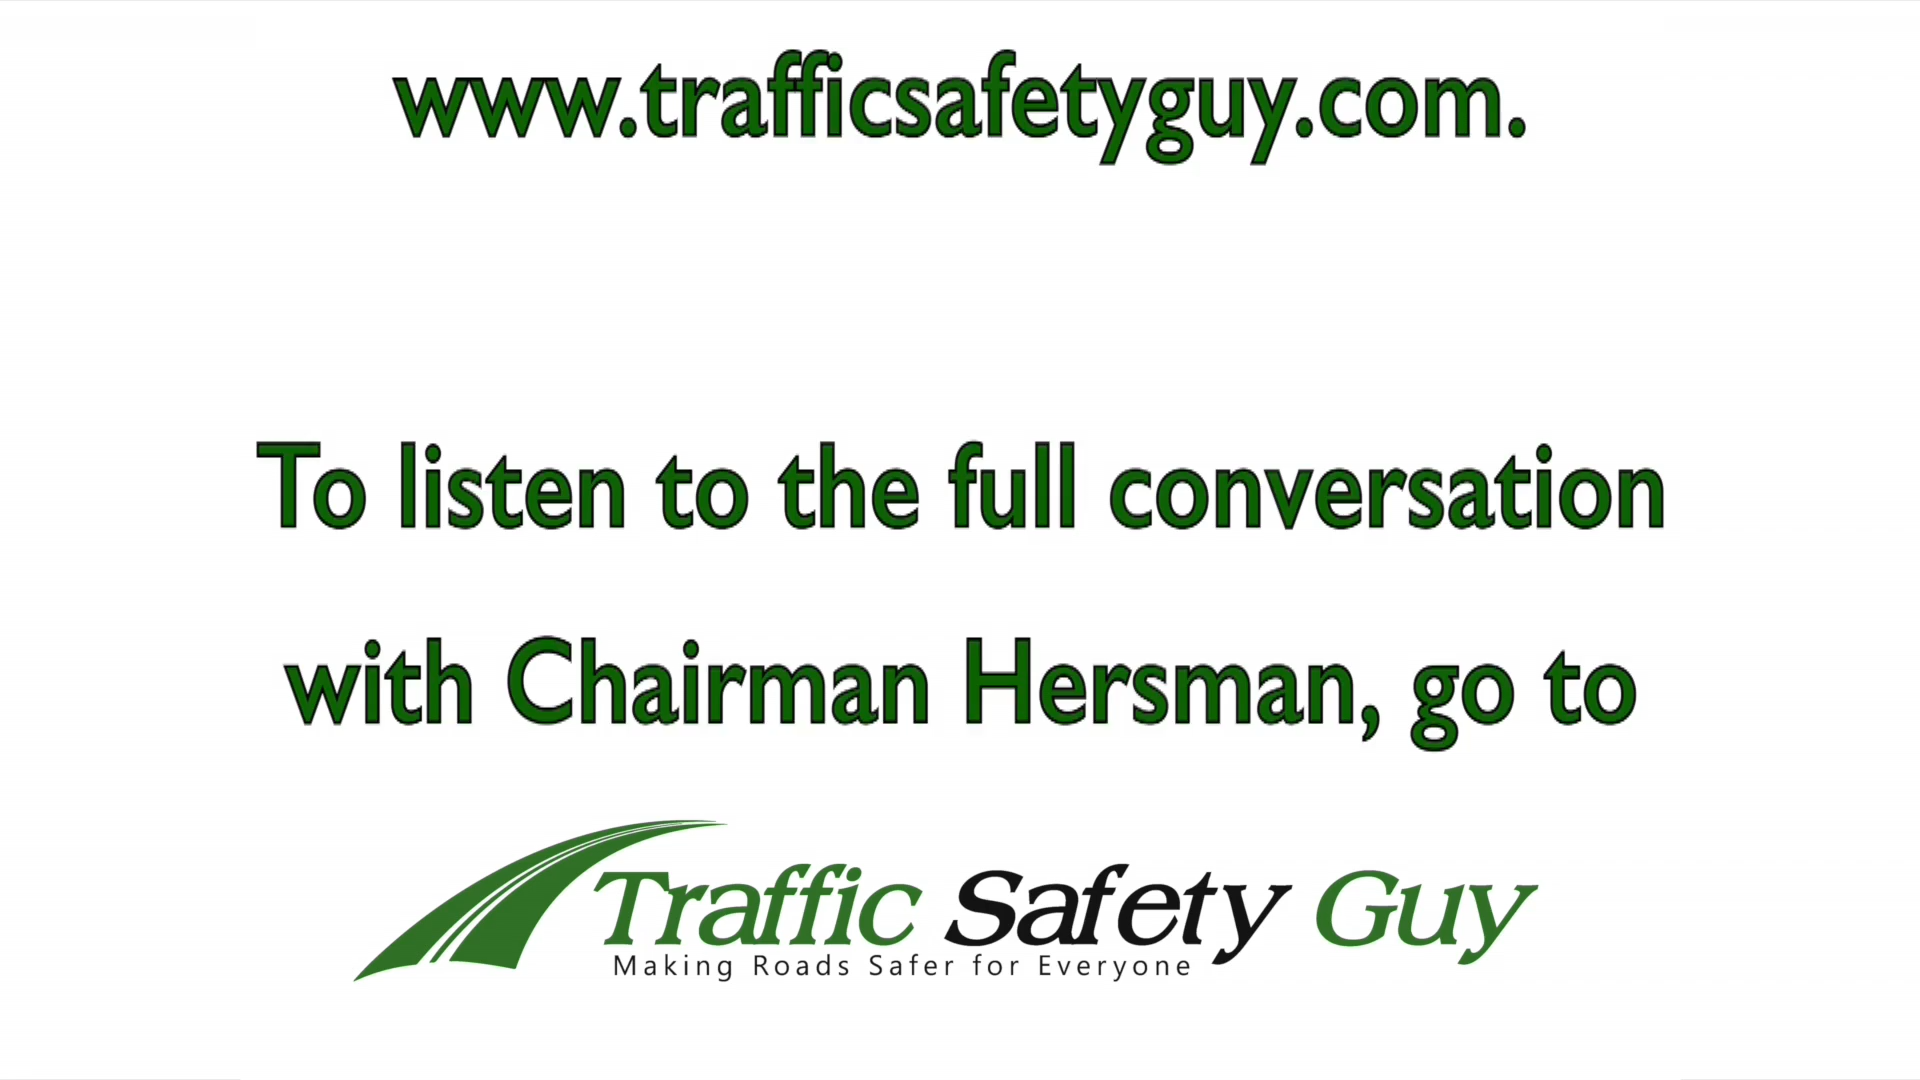 www.trafficsafetyguy.com.
To listen to the full conversation
with Chairman Hersman, go to
Traffic Safety Guy
Making Roads Safer for Everyone